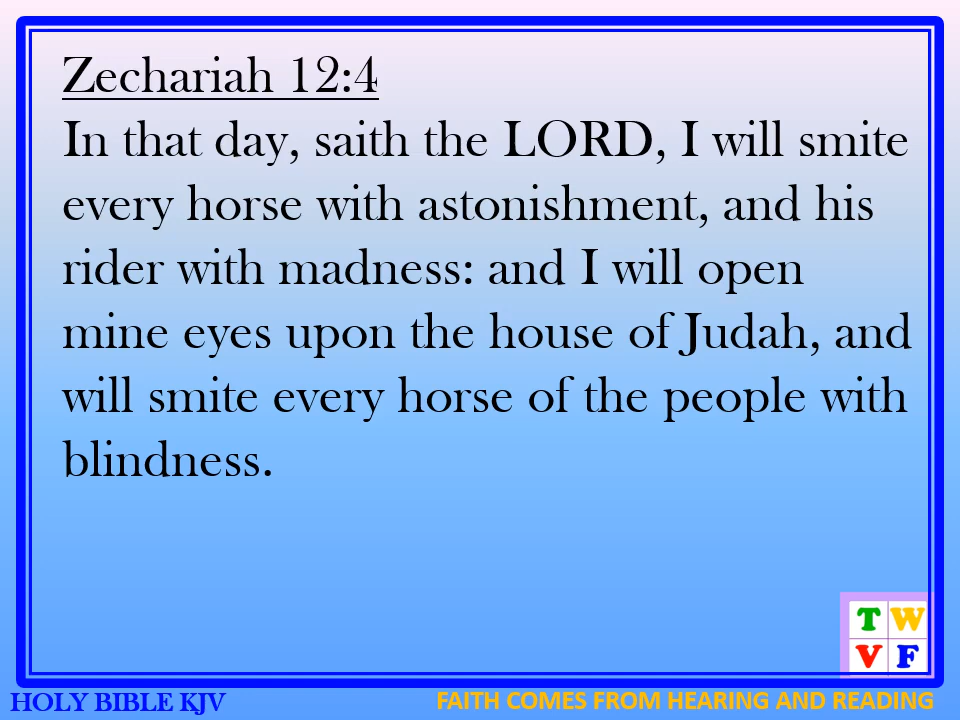 Zechariah 12:4
In that day, saith the LORD, I will smite
every horse with astonishment, and his
rider with madness: and I will open
mine eyes upon the house of Judah, and
will smite every horse of the people with
blindness.
T W
V F
HOLY BIBLE KJV
FAITH COMES FROM HEARING AND READING